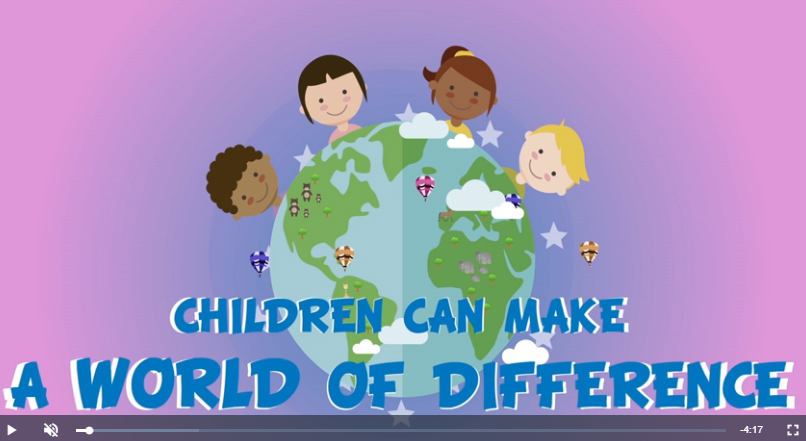 CHILDREN CAN MAKE
A WORLD OF DIFFERENCE
-4:17